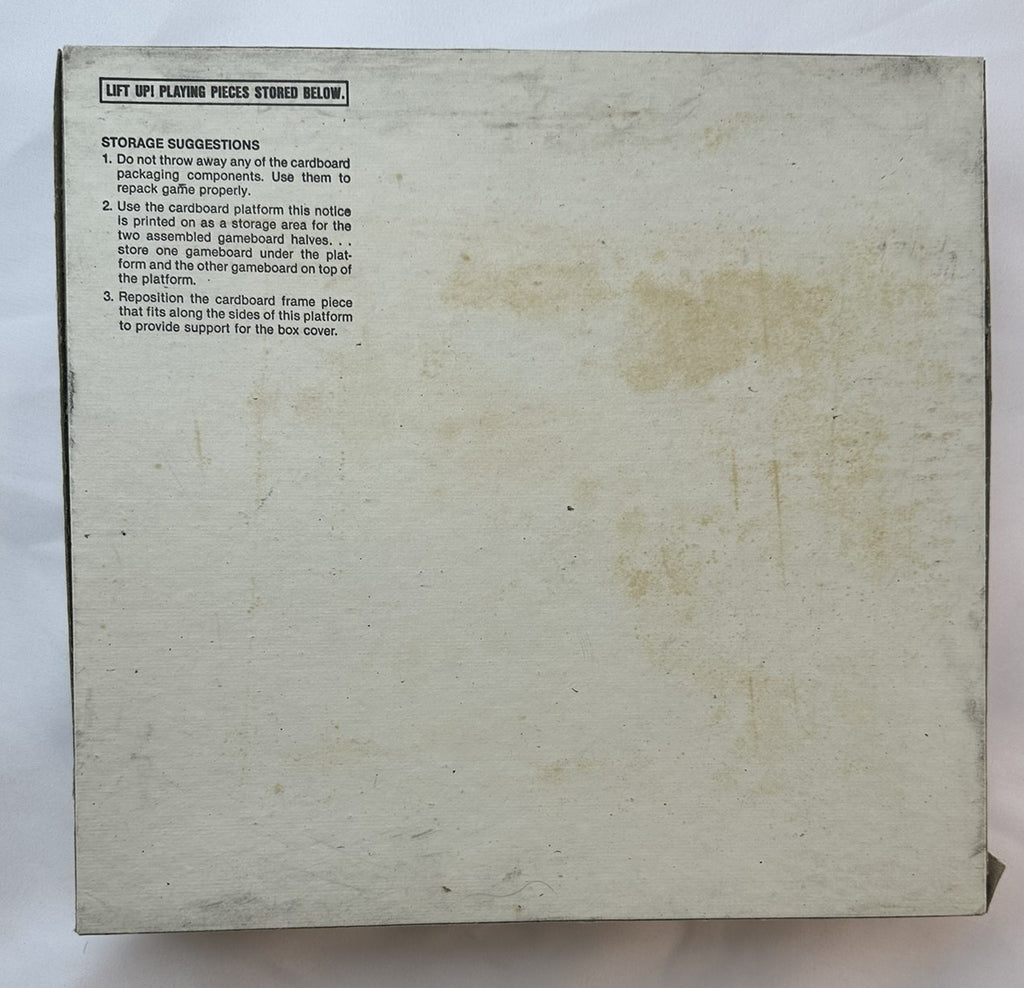 LIFT UP! PLAYING PIECES STORED BELOW.
STORAGE SUGGESTIONS
1. Do not throw away any of the cardboard
packaging components. Use them to
repack game properly.
2. Use the cardboard platform this notice
is printed on as a storage area for the
two assembled gameboard halves. . .
store one gameboard under the plat-
form and the other gameboard on top of
the platform.
3. Reposition the cardboard frame piece
that fits along the sides of this platform
to provide support for the box cover.